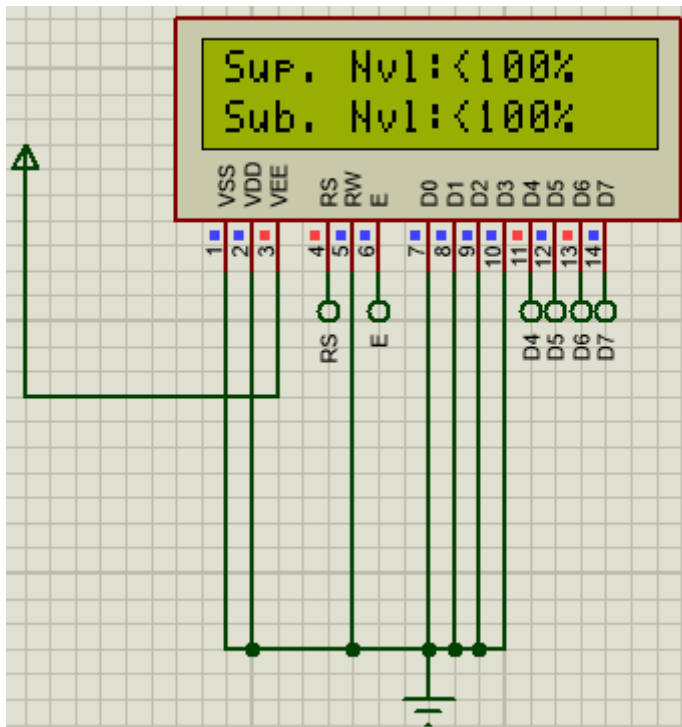 Sup. Nvl:<100%
Sub. Nvl:<100%
VSS VDD VEE RS RW E D0 D1 D2 D3 D4 D5 D6 D7
1 2 3 4 5 6 7 8 9 10 11 12 13 14
RS E D4 D5 D6 D7